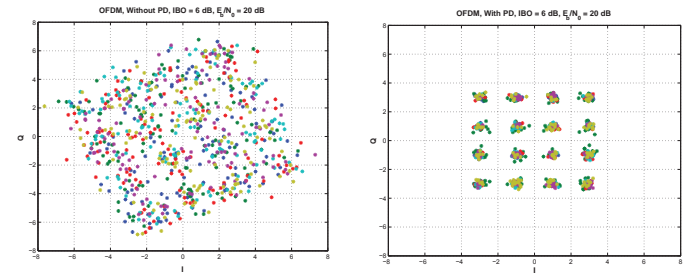 OFDM, Without PD, IBO = 6 dB, E_b/N_0 = 20 dB
8
6
4
2
0
−2
−4
−6
−8
Q
−8 −6 −4 −2 0 2 4 6 8
I
OFDM, With PD, IBO = 6 dB, E_b/N_0 = 20 dB
8
6
4
2
0
−2
−4
−6
−8
Q
−8 −6 −4 −2 0 2 4 6 8
I